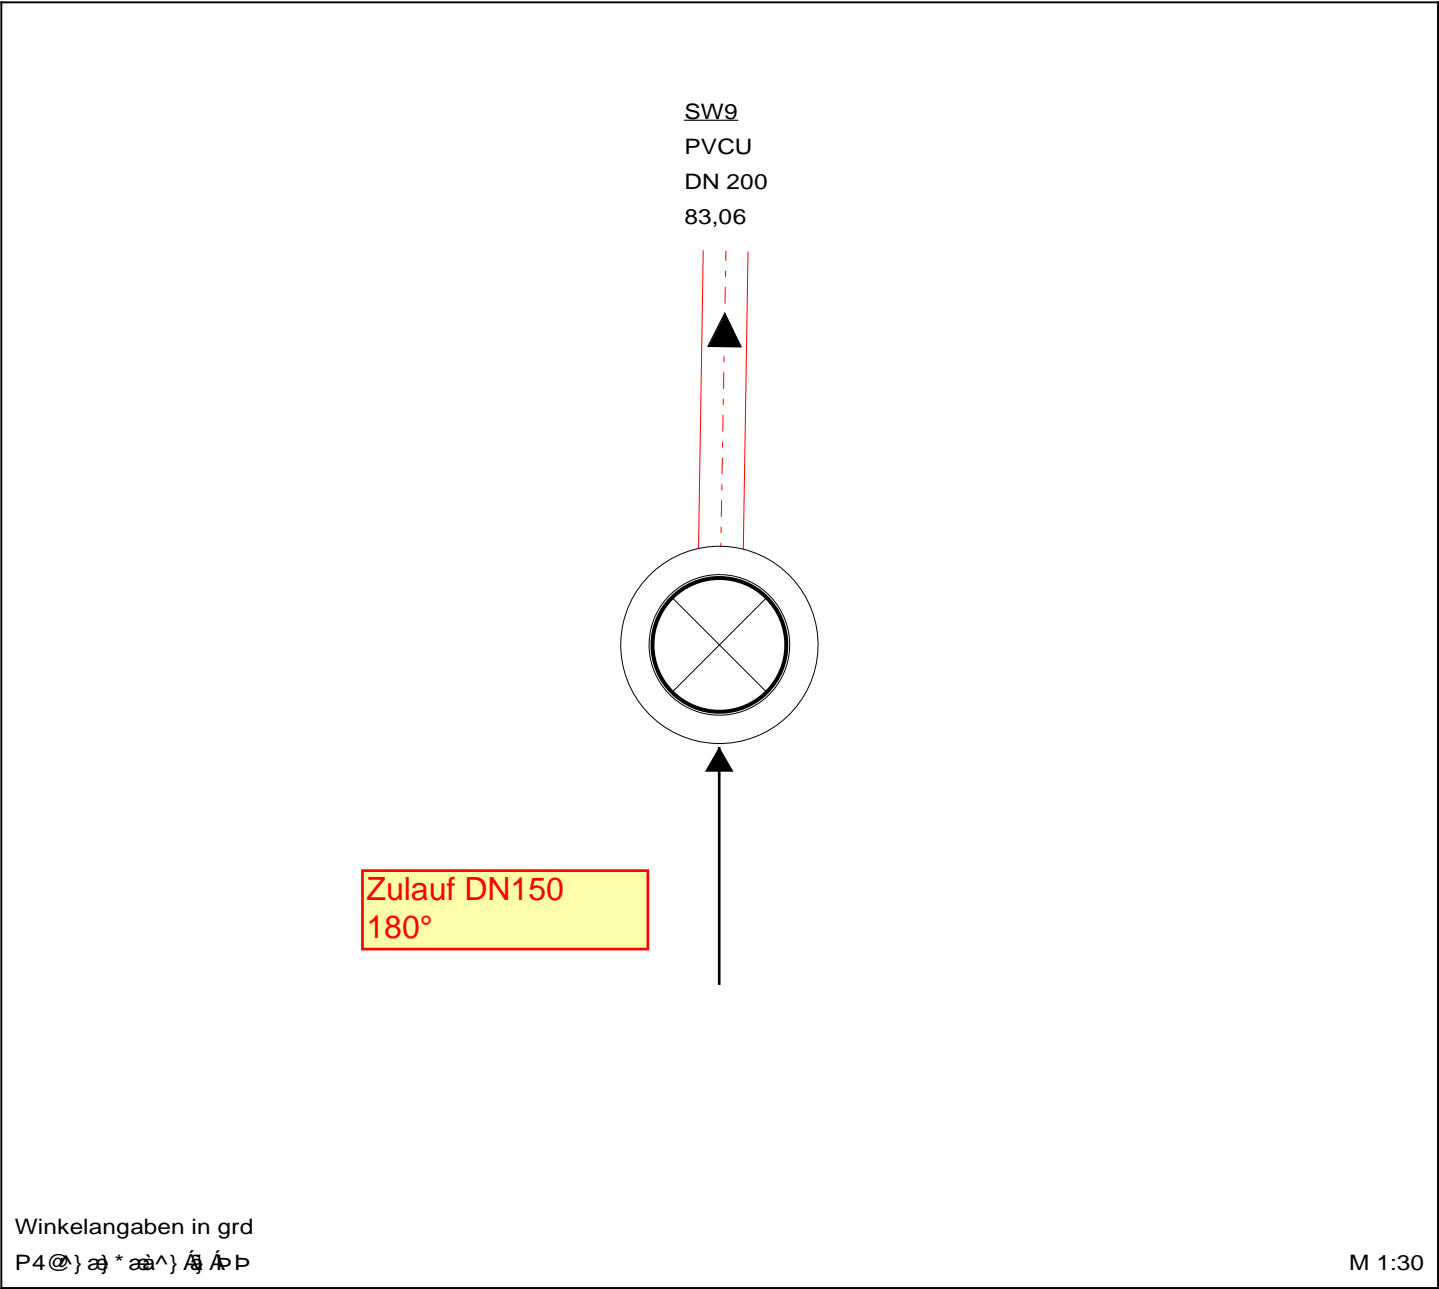 SW9
PVCU
DN 200
83,06
Zulauf DN150
180°
Winkelangaben in grd
M 1:30